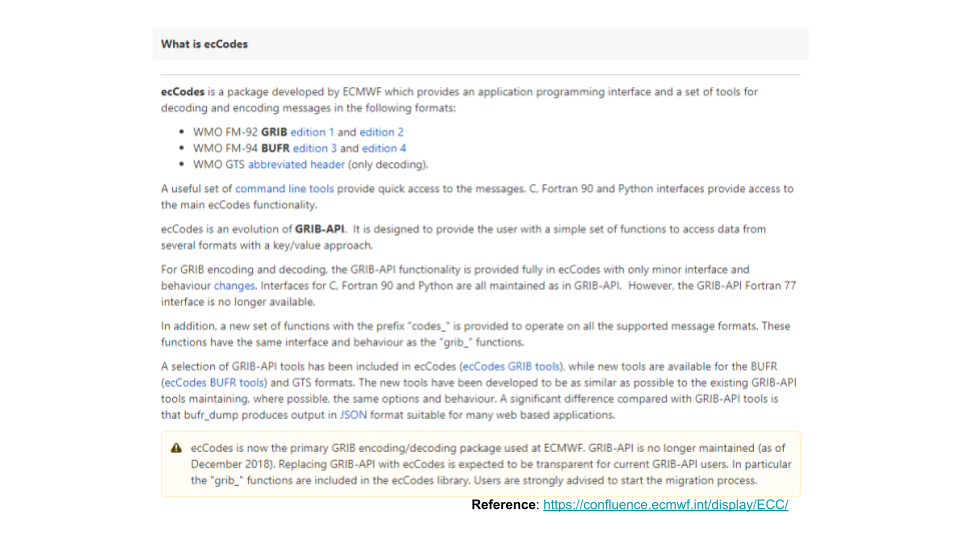 What is ecCodes
ecCodes is a package developed by ECMWF which provides an application programming interface and a set of tools for
decoding and encoding messages in the following formats:
• WMO FM-92 GRIB edition 1 and edition 2
• WMO FM-94 BUFR edition 3 and edition 4
• WMO GTS abbreviated header (only decoding).
A useful set of command line tools provide quick access to the messages. C, Fortran 90 and Python interfaces provide access to
the main ecCodes functionality.
ecCodes is an evolution of GRIB-API. It is designed to provide the user with a simple set of functions to access data from
several formats with a key/value approach.
For GRIB encoding and decoding, the GRIB-API functionality is provided fully in ecCodes with only minor interface and
behaviour changes. Interfaces for C, Fortran 90 and Python are all maintained as in GRIB-API. However, the GRIB-API Fortran 77
interface is no longer available.
In addition, a new set of functions with the prefix "codes_" is provided to operate on all the supported message formats. These
functions have the same interface and behaviour as the "grib_" functions.
A selection of GRIB-API tools has been included in ecCodes (ecCodes GRIB tools), while new tools are available for the BUFR
(ecCodes BUFR tools) and GTS formats. The new tools have been developed to be as similar as possible to the existing GRIB-API
tools maintaining, where possible, the same options and behaviour. A significant difference compared with GRIB-API tools is
that bufr_dump produces output in JSON format suitable for many web based applications.
ecCodes is now the primary GRIB encoding/decoding package used at ECMWF. GRIB-API is no longer maintained (as of
December 2018). Replacing GRIB-API with ecCodes is expected to be transparent for current GRIB-API users. In particular
the "grib_" functions are included in the ecCodes library. Users are strongly advised to start the migration process.
Reference: https://confluence.ecmwf.int/display/ECC/